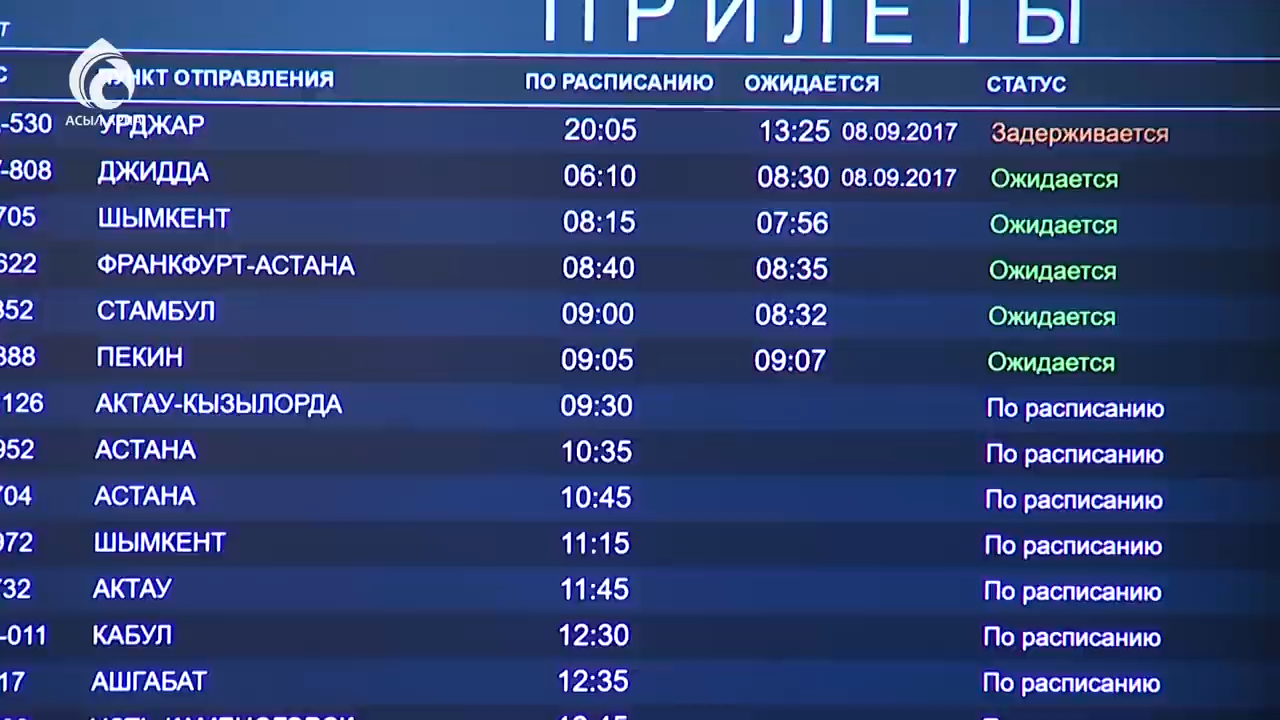 ПРИЛЕТЫ
ПУНКТ ОТПРАВЛЕНИЯ ПО РАСПИСАНИЮ ОЖИДАЕТСЯ СТАТУС
-530 УРДЖАР 20:05 13:25 08.09.2017 Задерживается
-808 ДЖИДДА 06:10 08:30 08.09.2017 Ожидается
705 ШЫМКЕНТ 08:15 07:56 Ожидается
622 ФРАНКФУРТ-АСТАНА 08:40 08:35 Ожидается
352 СТАМБУЛ 09:00 08:32 Ожидается
888 ПЕКИН 09:05 09:07 Ожидается
126 АКТАУ-КЫЗЫЛОРДА 09:30 По расписанию
952 АСТАНА 10:35 По расписанию
704 АСТАНА 10:45 По расписанию
972 ШЫМКЕНТ 11:15 По расписанию
732 АКТАУ 11:45 По расписанию
-011 КАБУЛ 12:30 По расписанию
17 АШГАБАТ 12:35 По расписанию